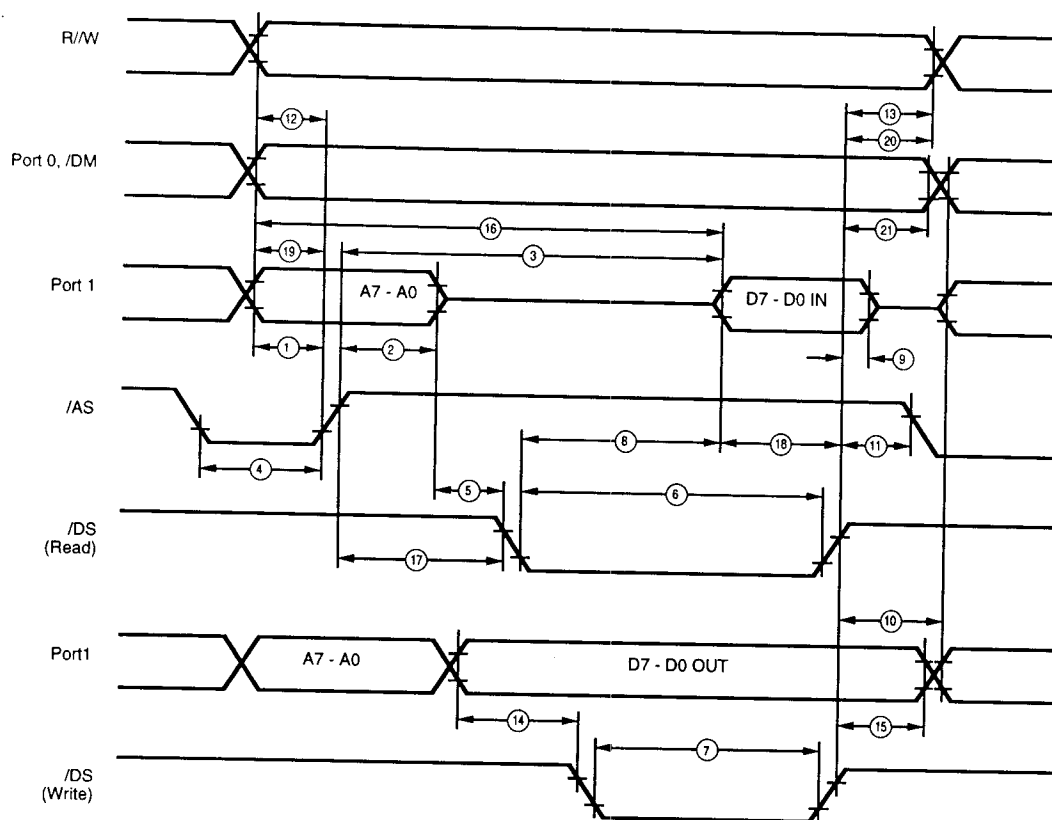 R//W
12
13
20
Port 0, /DM
16
21
19
3
Port 1
A7 - A0
D7 - D0 IN
1
2
9
/AS
8
18
11
4
5
6
/DS
(Read)
17
10
Port1
A7 - A0
D7 - D0 OUT
14
7
15
/DS
(Write)